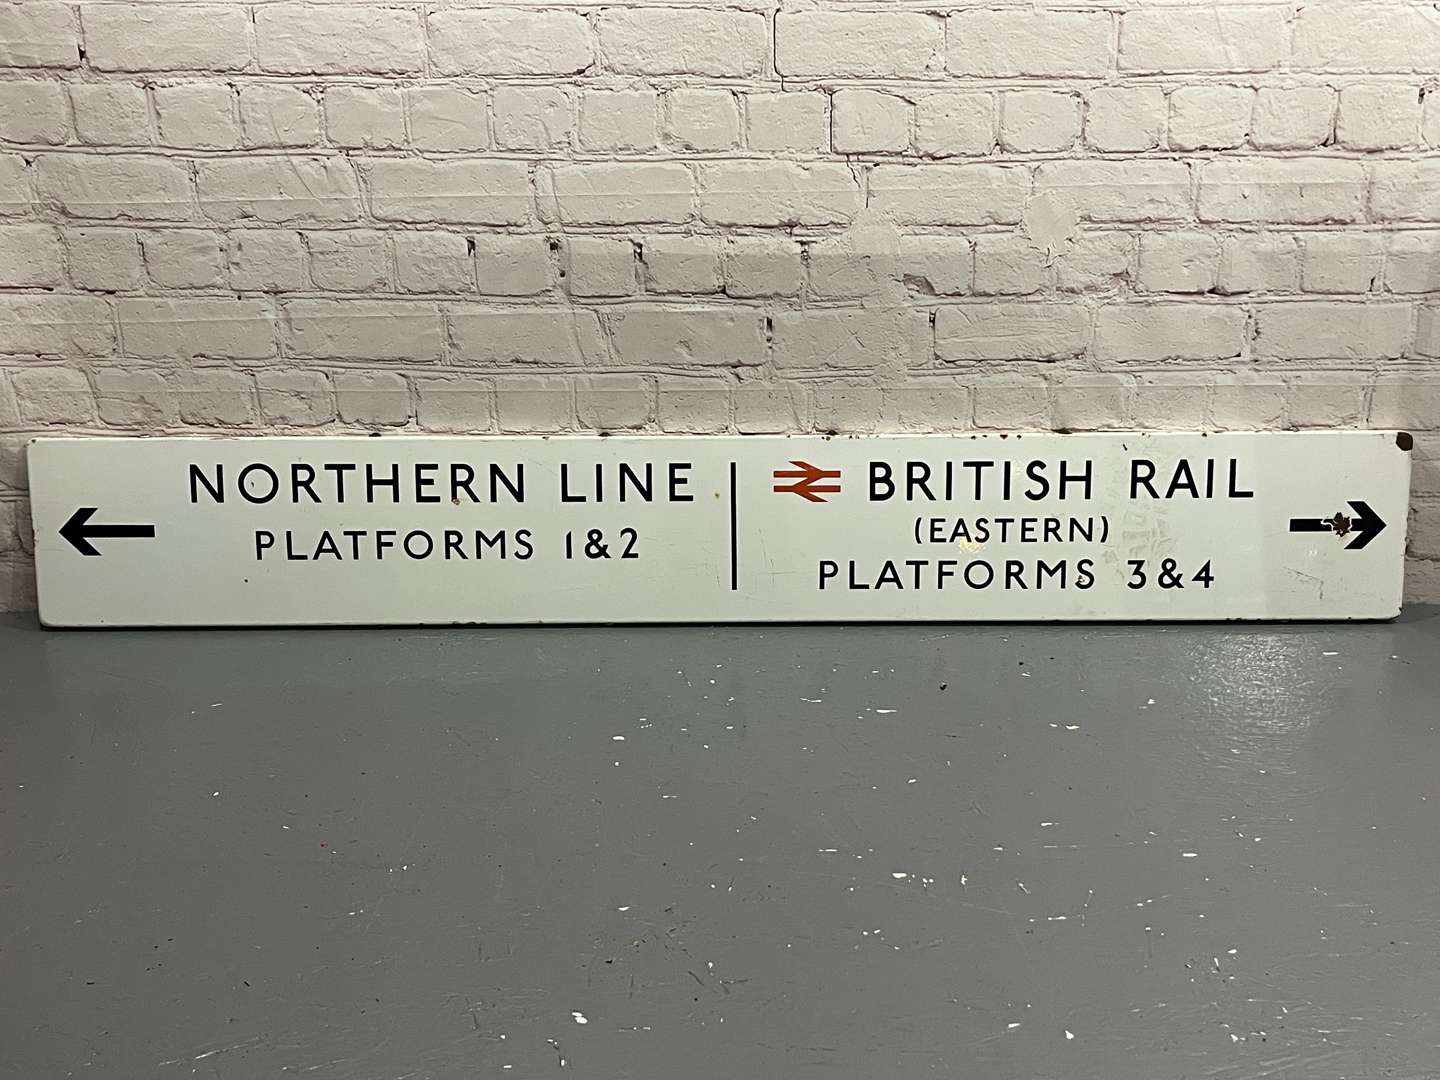 NORTHERN LINE
PLATFORMS 1&2
BRITISH RAIL
(EASTERN)
PLATFORMS 3&4